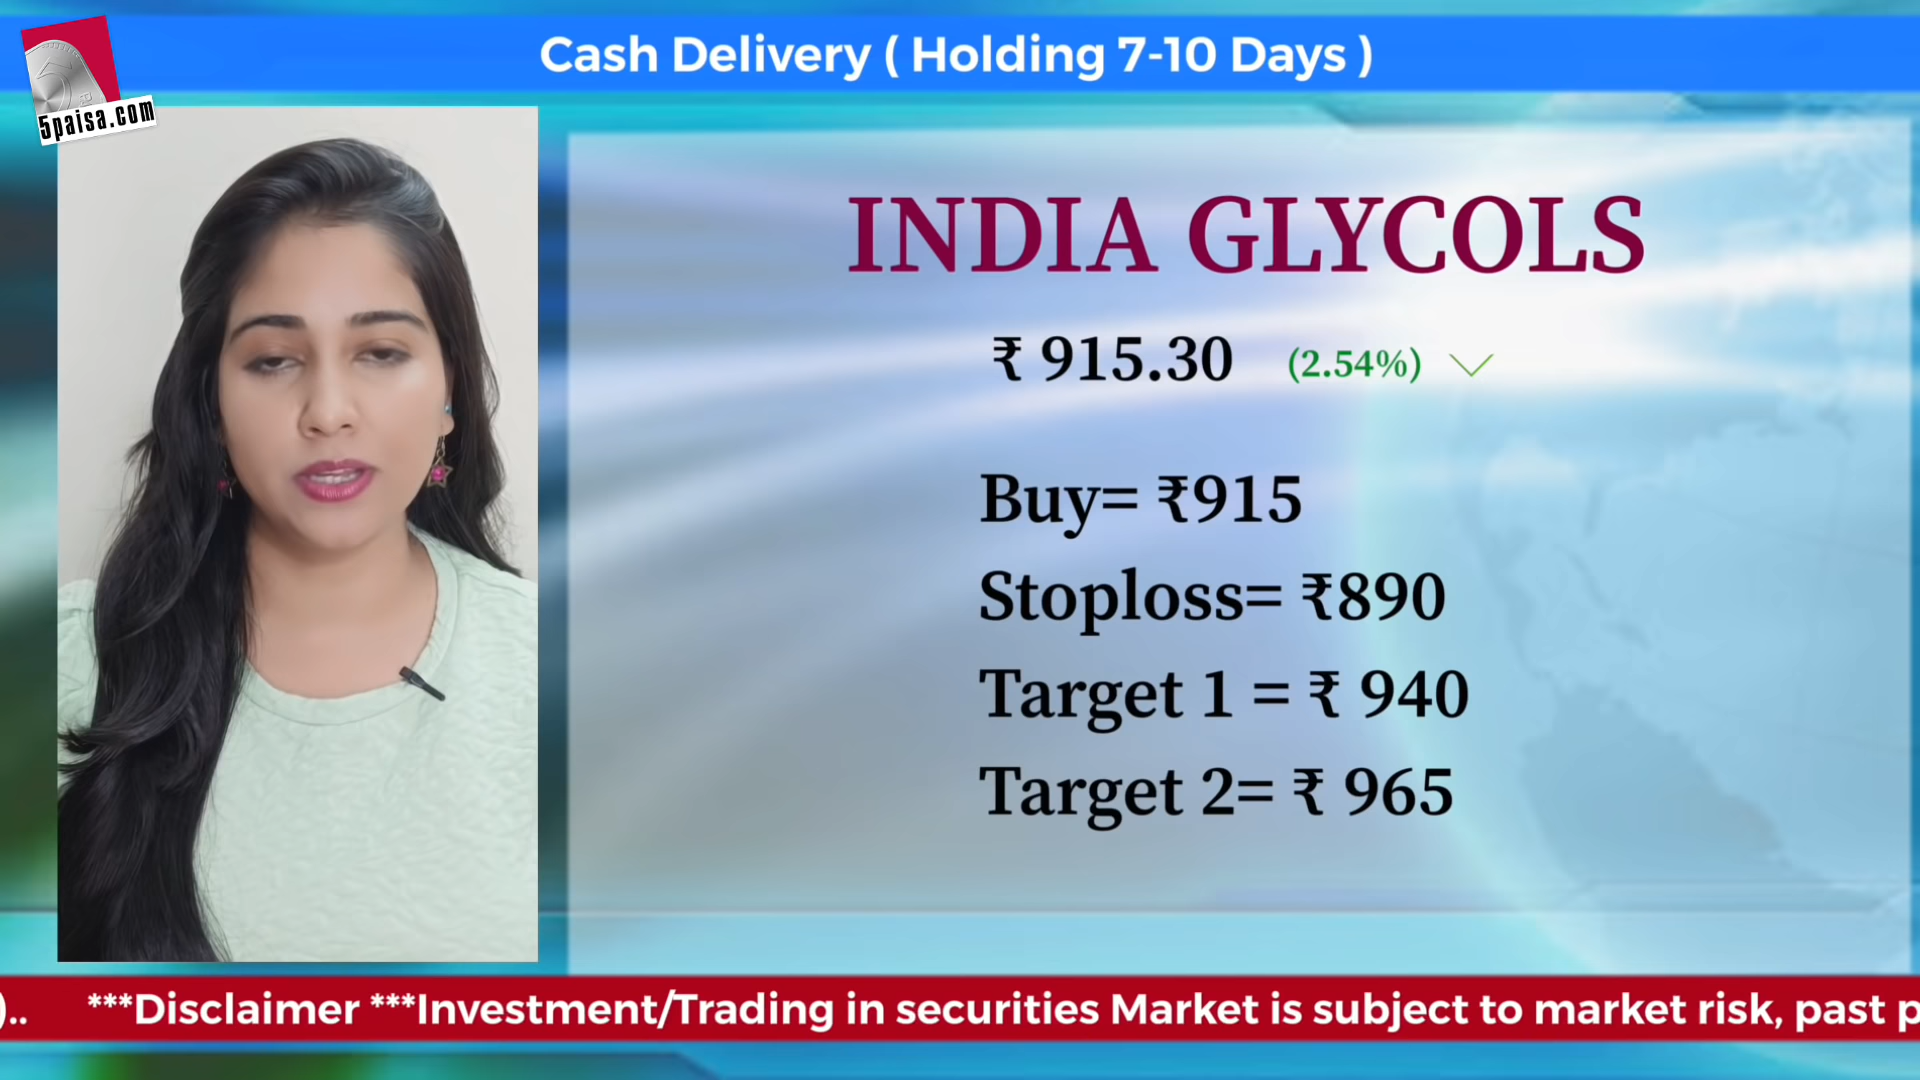 Cash Delivery ( Holding 7-10 Days )
5paisa.com
INDIA GLYCOLS
₹ 915.30 (2.54%)
Buy= ₹915
Stoploss= ₹890
Target 1 = ₹ 940
Target 2= ₹ 965
).. ***Disclaimer ***Investment/Trading in securities Market is subject to market risk, past p